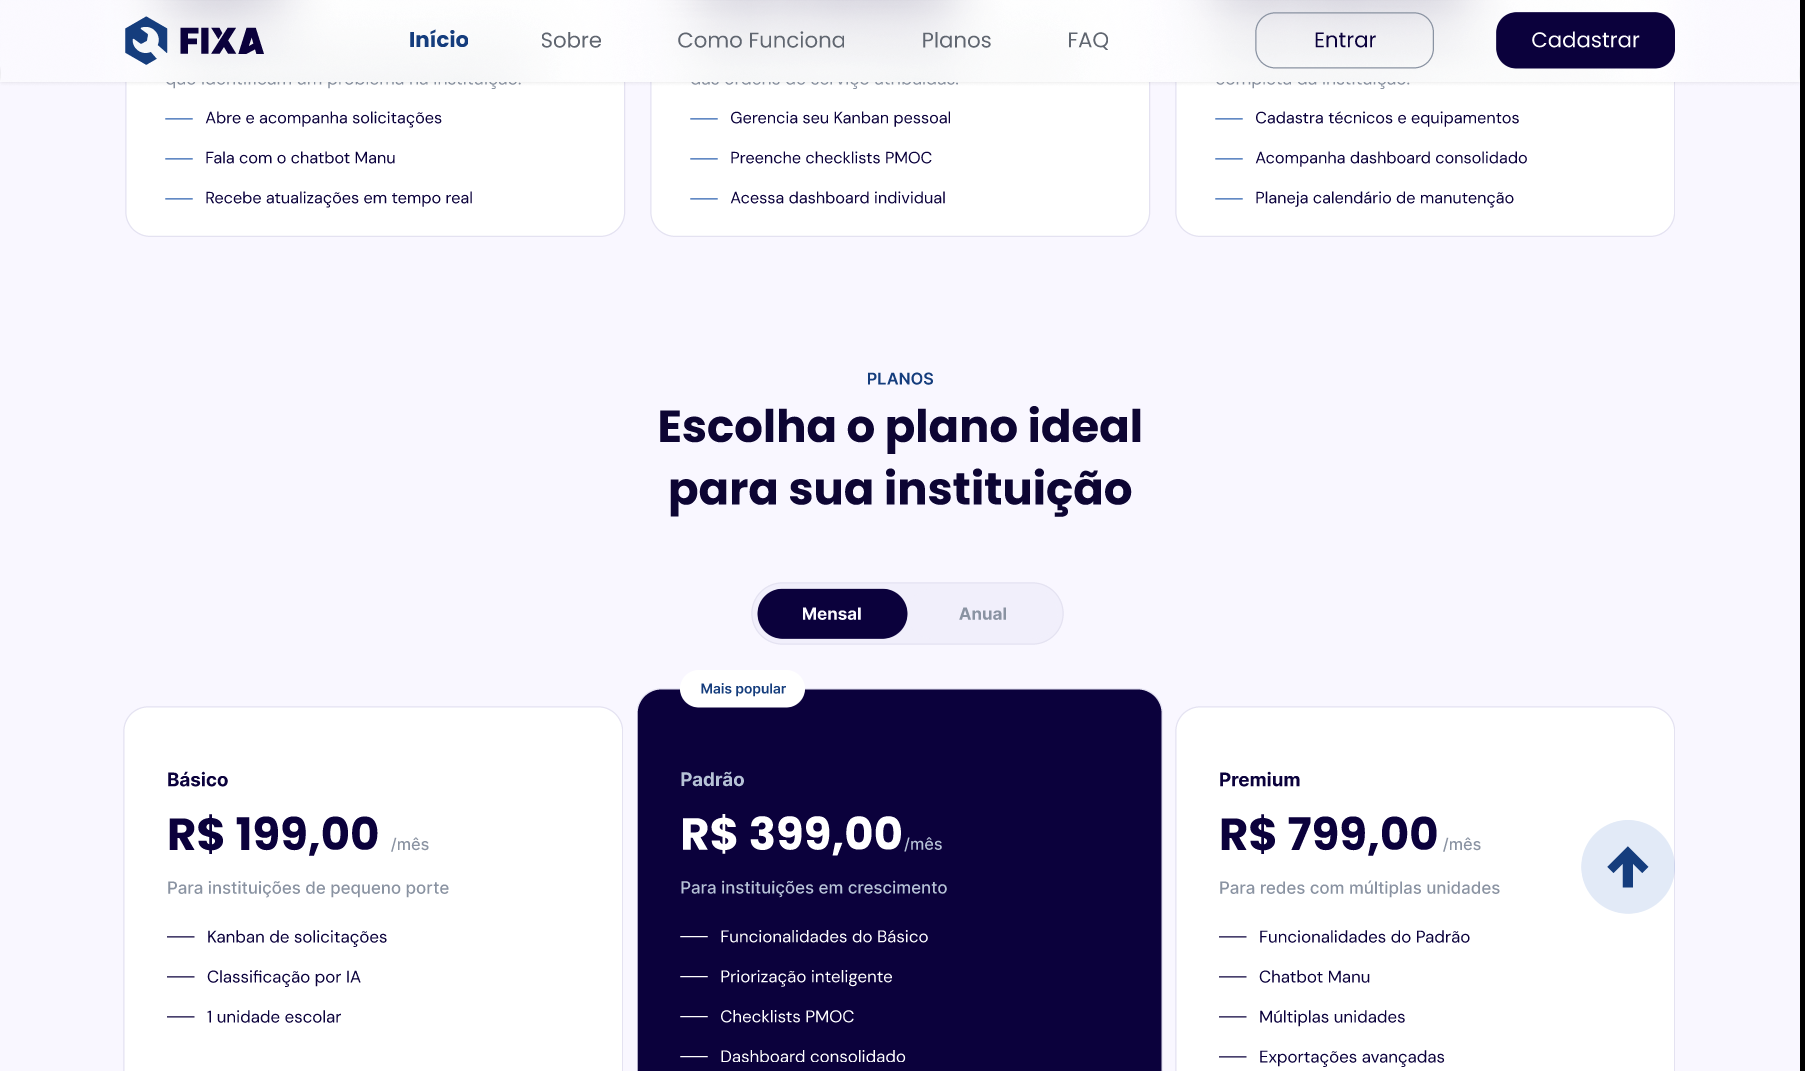 FIXA
Início
Sobre
Como Funciona
Planos
FAQ
Entrar
Cadastrar
Abre e acompanha solicitações
Fala com o chatbot Manu
Recebe atualizações em tempo real
Gerencia seu Kanban pessoal
Preenche checklists PMOC
Acessa dashboard individual
Cadastra técnicos e equipamentos
Acompanha dashboard consolidado
Planeja calendário de manutenção
PLANOS
Escolha o plano ideal
para sua instituição
Mensal
Anual
Mais popular
Básico
R$ 199,00 /mês
Para instituições de pequeno porte
Kanban de solicitações
Classificação por IA
1 unidade escolar
Padrão
R$ 399,00 /mês
Para instituições em crescimento
Funcionalidades do Básico
Priorização inteligente
Checklists PMOC
Dashboard consolidado
Premium
R$ 799,00 /mês
Para redes com múltiplas unidades
Funcionalidades do Padrão
Chatbot Manu
Múltiplas unidades
Exportações avançadas